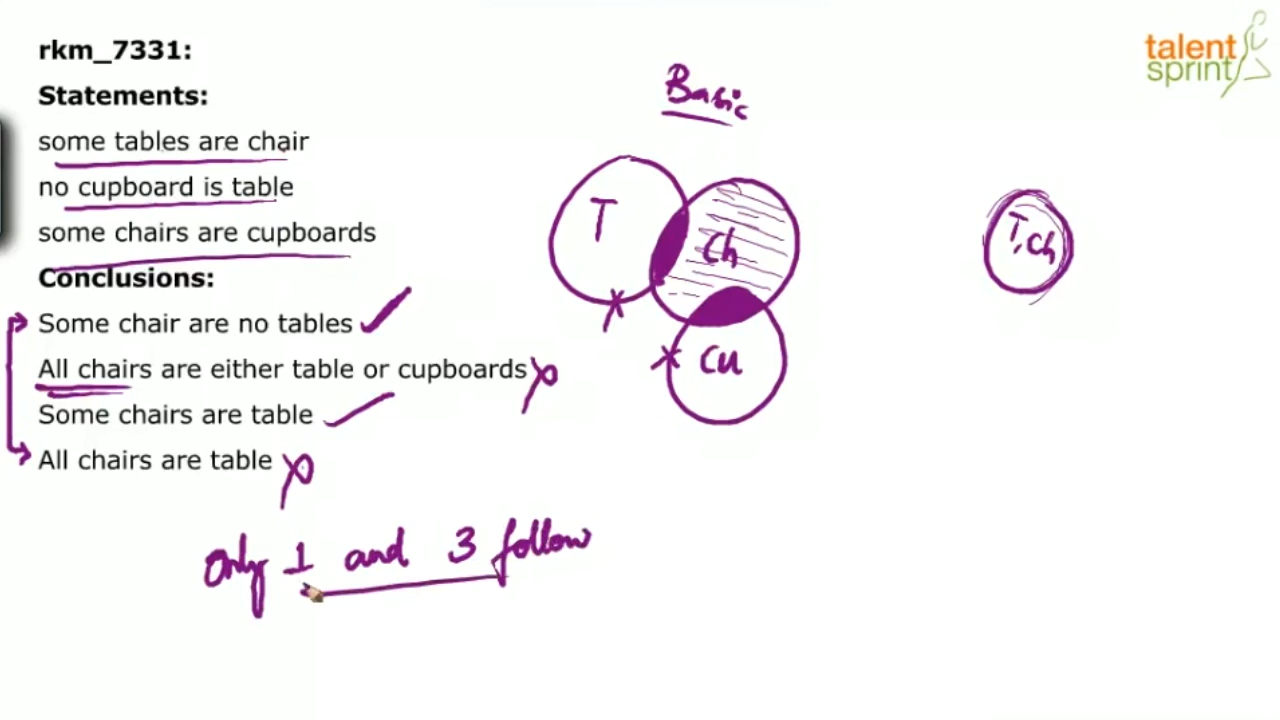 rkm_7331:
talent
sprint
Statements:
Basic
some tables are chair
no cupboard is table
some chairs are cupboards
T
Ch
T, Ch
Conclusions:
Some chair are no tables
Cu
All chairs are either table or cupboards
Some chairs are table
All chairs are table
Only 1 and 3 follow